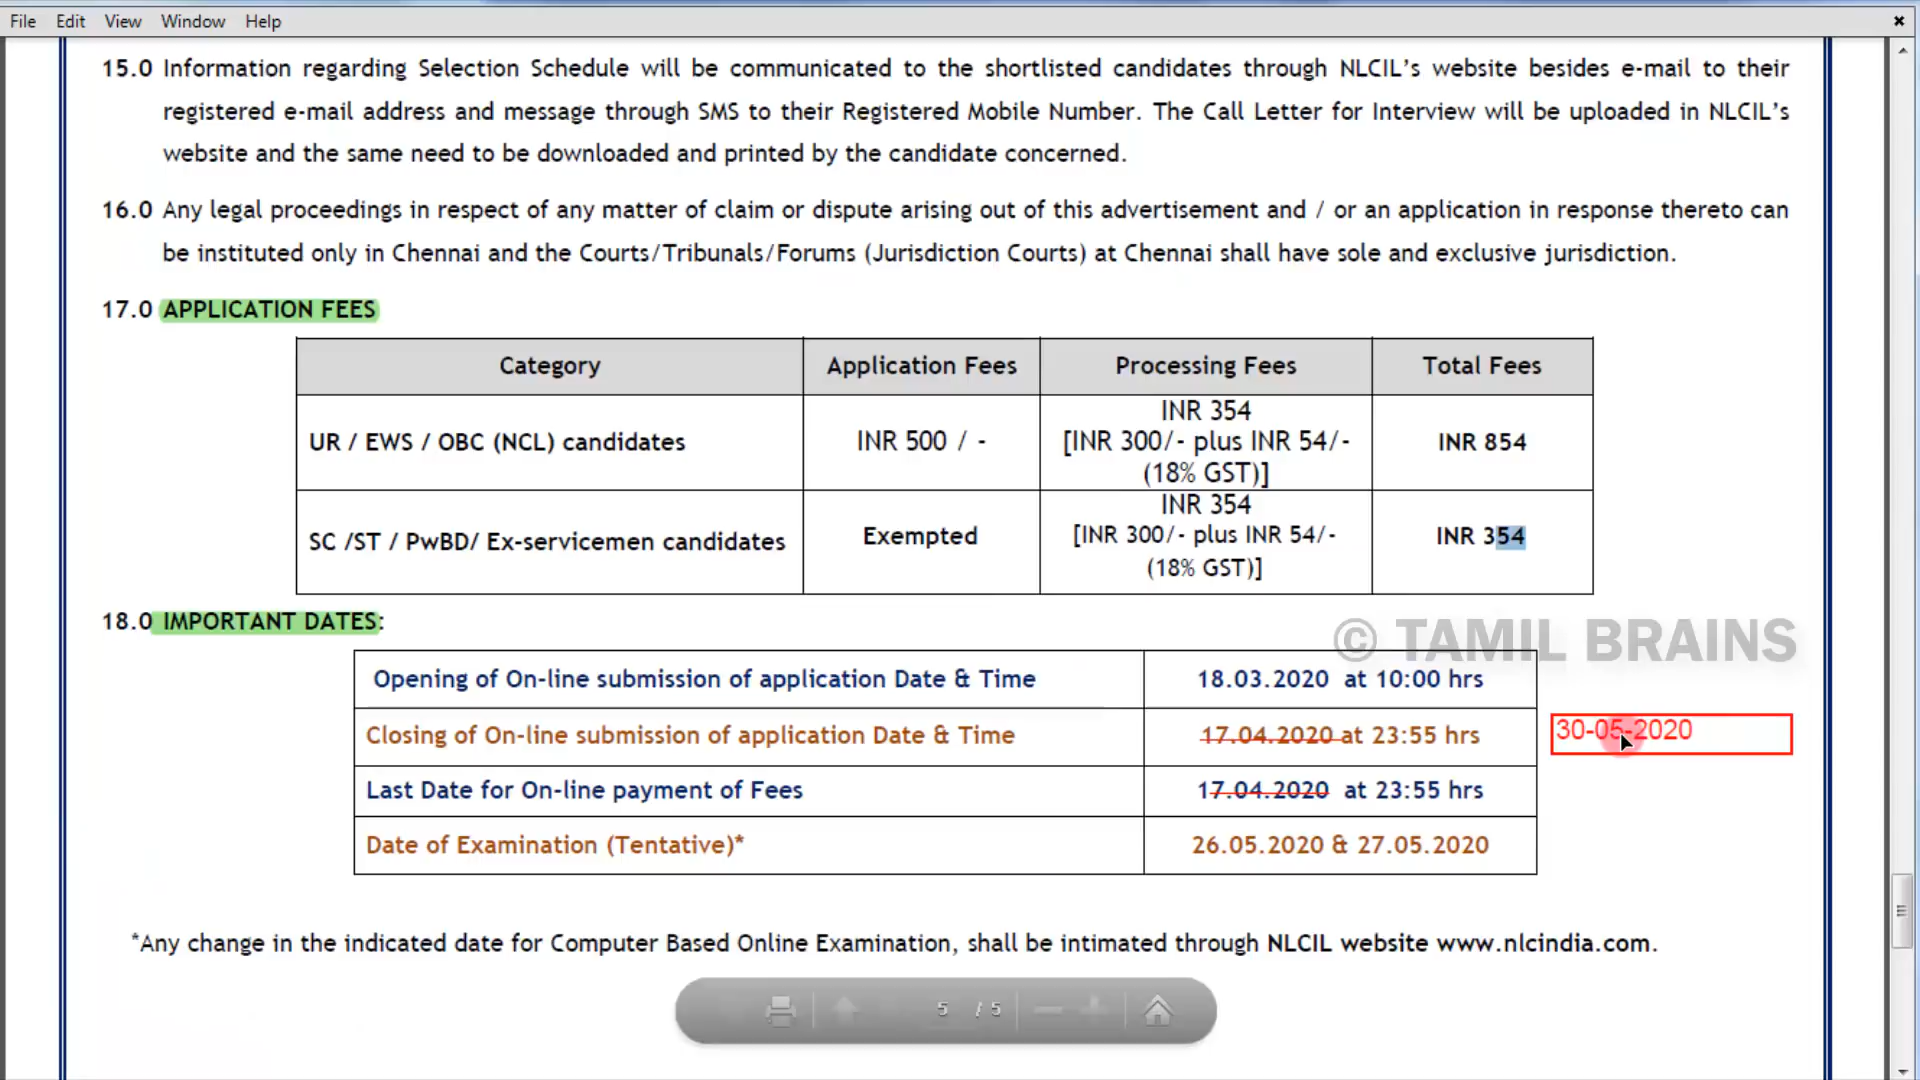 File Edit View Window Help
15.0 Information regarding Selection Schedule will be communicated to the shortlisted candidates through NLCIL’s website besides e-mail to their
registered e-mail address and message through SMS to their Registered Mobile Number. The Call Letter for Interview will be uploaded in NLCIL’s
website and the same need to be downloaded and printed by the candidate concerned.
16.0 Any legal proceedings in respect of any matter of claim or dispute arising out of this advertisement and / or an application in response thereto can
be instituted only in Chennai and the Courts/Tribunals/Forums (Jurisdiction Courts) at Chennai shall have sole and exclusive jurisdiction.
17.0 APPLICATION FEES
Category Application Fees Processing Fees Total Fees
UR / EWS / OBC (NCL) candidates INR 500 / - INR 354 [INR 300/- plus INR 54/- (18% GST)] INR 854
SC /ST / PwBD/ Ex-servicemen candidates Exempted INR 354 [INR 300/- plus INR 54/- (18% GST)] INR 354
18.0 IMPORTANT DATES:
© TAMIL BRAINS
Opening of On-line submission of application Date & Time 18.03.2020 at 10:00 hrs
Closing of On-line submission of application Date & Time 17.04.2020 at 23:55 hrs 30-05-2020
Last Date for On-line payment of Fees 17.04.2020 at 23:55 hrs
Date of Examination (Tentative)* 26.05.2020 & 27.05.2020
*Any change in the indicated date for Computer Based Online Examination, shall be intimated through NLCIL website www.nlcindia.com.
5 / 5